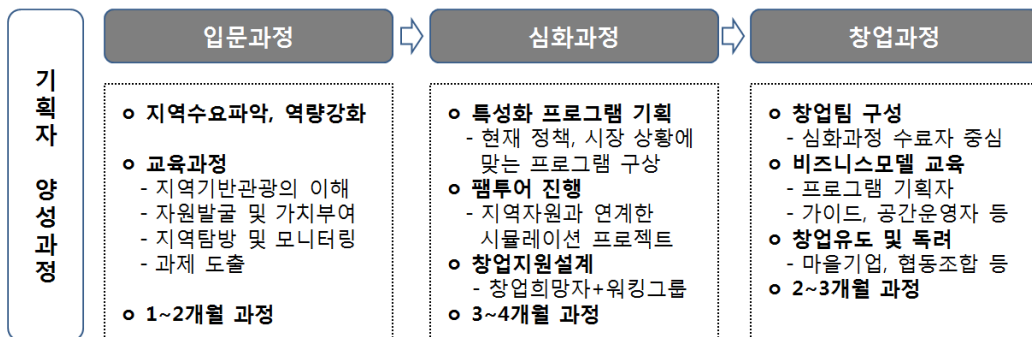 기획자 양성과정
입문과정
ㅇ 지역수요파악, 역량강화
ㅇ 교육과정
- 지역기반관광의 이해
- 자원발굴 및 가치부여
- 지역탐방 및 모니터링
- 과제 도출
ㅇ 1~2개월 과정
심화과정
ㅇ 특성화 프로그램 기획
- 현재 정책, 시장 상황에
맞는 프로그램 구상
ㅇ 팸투어 진행
- 지역자원과 연계한
시뮬레이션 프로젝트
ㅇ 창업지원설계
- 창업희망자+워킹그룹
ㅇ 3~4개월 과정
창업과정
ㅇ 창업팀 구성
- 심화과정 수료자 중심
ㅇ 비즈니스모델 교육
- 프로그램 기획자
- 가이드, 공간운영자 등
ㅇ 창업유도 및 독려
- 마을기업, 협동조합 등
ㅇ 2~3개월 과정